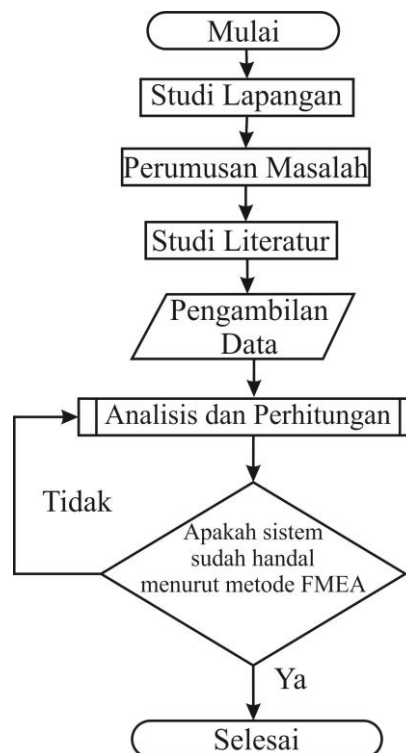 Mulai
Studi Lapangan
Perumusan Masalah
Studi Literatur
Pengambilan
Data
Analisis dan Perhitungan
Tidak
Apakah sistem
sudah handal
menurut metode FMEA
Ya
Selesai